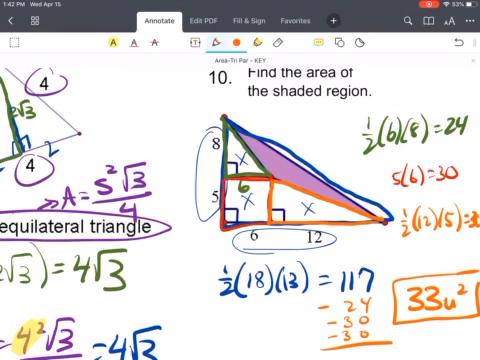 1:42 PM Wed Apr 15
53%
Annotate
Edit PDF
Fill & Sign
Favorites
Area-Tri Par - KEY
10. Find the area of
the shaded region.
√3
4
2
4
A = s²√3
4
equilateral triangle
√3) = 4√3
4²√3
= 4√3
8
x
6
5
x
x
6
12
½(6)(8) = 24
5(6) = 30
½(12)(5) =
½(18)(13) = 117
- 24
- 30
- 30
33u²